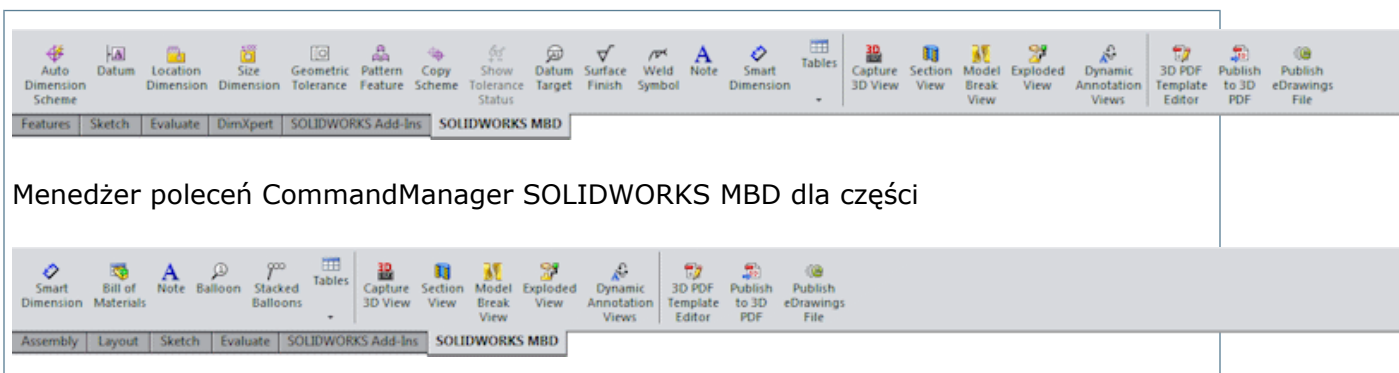 Auto Dimension Scheme Datum Location Dimension Size Dimension Geometric Tolerance Pattern Feature Copy Scheme Show Tolerance Status Datum Target Surface Finish Weld Symbol Note Smart Dimension Tables Capture 3D View Section View Model Break View Exploded View Dynamic Annotation Views 3D PDF Template Editor Publish to 3D PDF Publish eDrawings File
Features Sketch Evaluate DimXpert SOLIDWORKS Add-Ins SOLIDWORKS MBD
Menedżer poleceń CommandManager SOLIDWORKS MBD dla części
Smart Dimension Bill of Materials Note Balloon Stacked Balloons Tables Capture 3D View Section View Model Break View Exploded View Dynamic Annotation Views 3D PDF Template Editor Publish to 3D PDF Publish eDrawings File
Assembly Layout Sketch Evaluate SOLIDWORKS Add-Ins SOLIDWORKS MBD